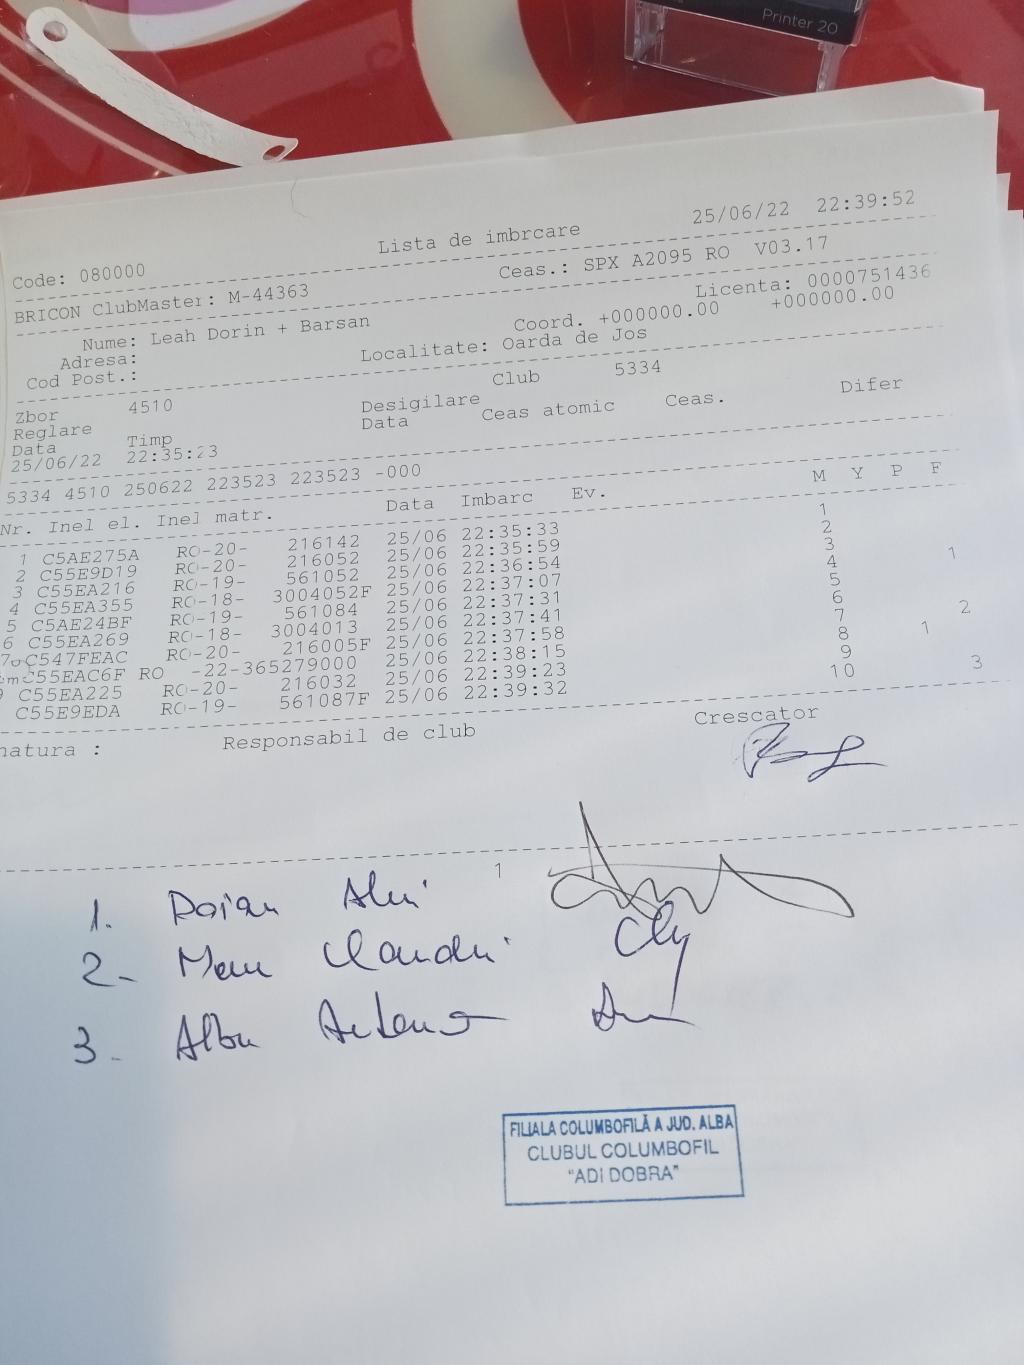 Printer 20
25/06/22 22:39:52
Lista de imbrcare
Code: 080000
Ceas.: SPX A2095 RO V03.17
BRICON ClubMaster: M-44363
Licenta: 0000751436
Nume: Leah Dorin + Barsan
Coord. +000000.00 +000000.00
Adresa:
Localitate: Oarda de Jos
Cod Post.:
Club 5334
Zbor 4510
Desigilare
Difer
Reglare
Data Ceas atomic Ceas.
Data Timp
25/06/22 22:35:23
5334 4510 250622 223523 223523 -000
Nr. Inel el. Inel matr. Data Imbarc Ev. M Y P F
1 C5AE275A RO-20- 216142 25/06 22:35:33 1
2 C55E9D19 RO-20- 216052 25/06 22:35:59 2
3 C55EA216 RO-19- 561052 25/06 22:36:54 3
4 C55EA355 RO-18- 3004052F 25/06 22:37:07 4 1
5 C5AE24BF RO-19- 561084 25/06 22:37:31 5
6 C55EA269 RO-18- 3004013 25/06 22:37:41 6
7 C547FEAC RO-20- 216005F 25/06 22:37:58 7 2
C55EAC6F RO -22-365279000 25/06 22:38:15 8 1
C55EA225 RO-20- 216032 25/06 22:39:23 9
C55E9EDA RO-19- 561087F 25/06 22:39:32 10 3
natura : Responsabil de club Crescator
1
1.
2-
3- Albu
FILIALA COLUMBOFILĂ A JUD. ALBA
CLUBUL COLUMBOFIL
"ADI DOBRA"